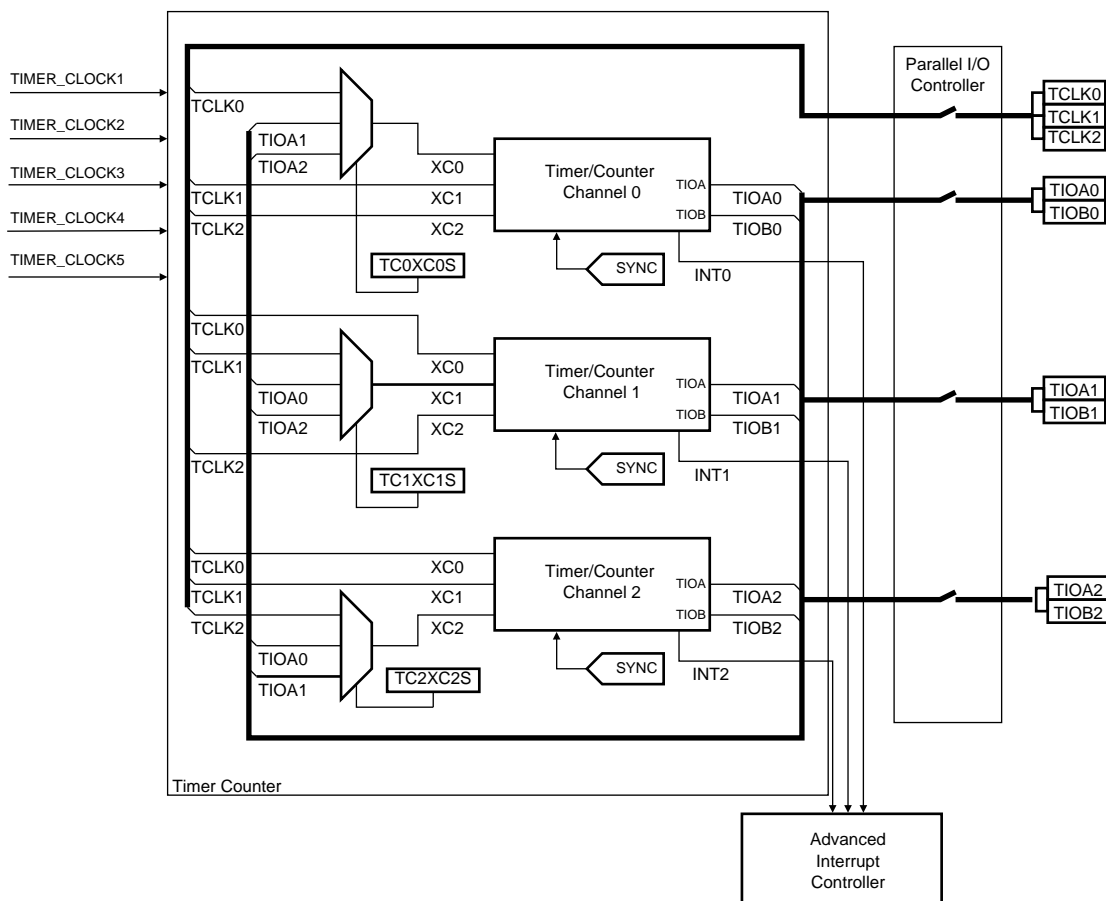 TIMER_CLOCK1
TIMER_CLOCK2
TIMER_CLOCK3
TIMER_CLOCK4
TIMER_CLOCK5
TCLK0
TIOA1
TIOA2
TCLK1
TCLK2
XC0
XC1
XC2
TC0XC0S
Timer/Counter
Channel 0
TIOA
TIOB
TIOA0
TIOB0
SYNC
INT0
TCLK0
TCLK1
TIOA0
TIOA2
TCLK2
XC0
XC1
XC2
TC1XC1S
Timer/Counter
Channel 1
TIOA
TIOB
TIOA1
TIOB1
SYNC
INT1
TCLK0
TCLK1
TCLK2
TIOA0
TIOA1
XC0
XC1
XC2
TC2XC2S
Timer/Counter
Channel 2
TIOA
TIOB
TIOA2
TIOB2
SYNC
INT2
Timer Counter
Parallel I/O
Controller
TCLK0
TCLK1
TCLK2
TIOA0
TIOB0
TIOA1
TIOB1
TIOA2
TIOB2
Advanced
Interrupt
Controller